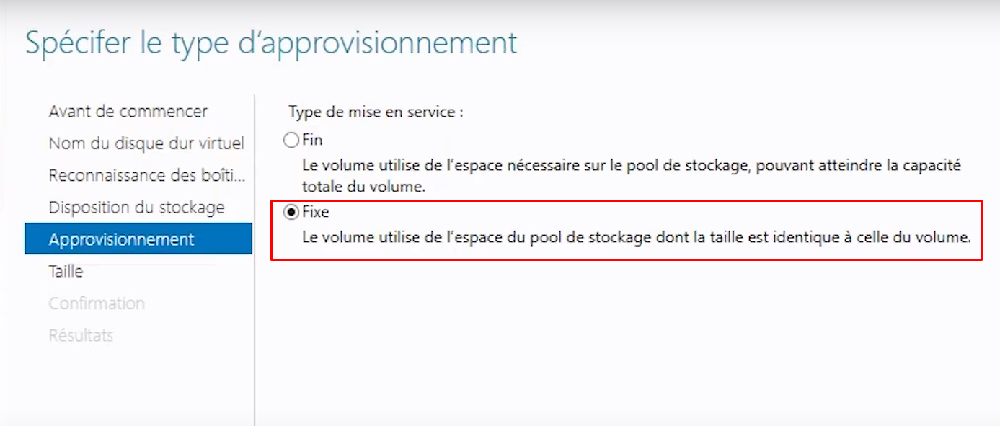 Spécifer le type d'approvisionnement
Avant de commencer
Nom du disque dur virtuel
Reconnaissance des boîti...
Disposition du stockage
Approvisionnement
Taille
Confirmation
Résultats
Type de mise en service :
Fin
Le volume utilise de l'espace nécessaire sur le pool de stockage, pouvant atteindre la capacité
totale du volume.
Fixe
Le volume utilise de l'espace du pool de stockage dont la taille est identique à celle du volume.